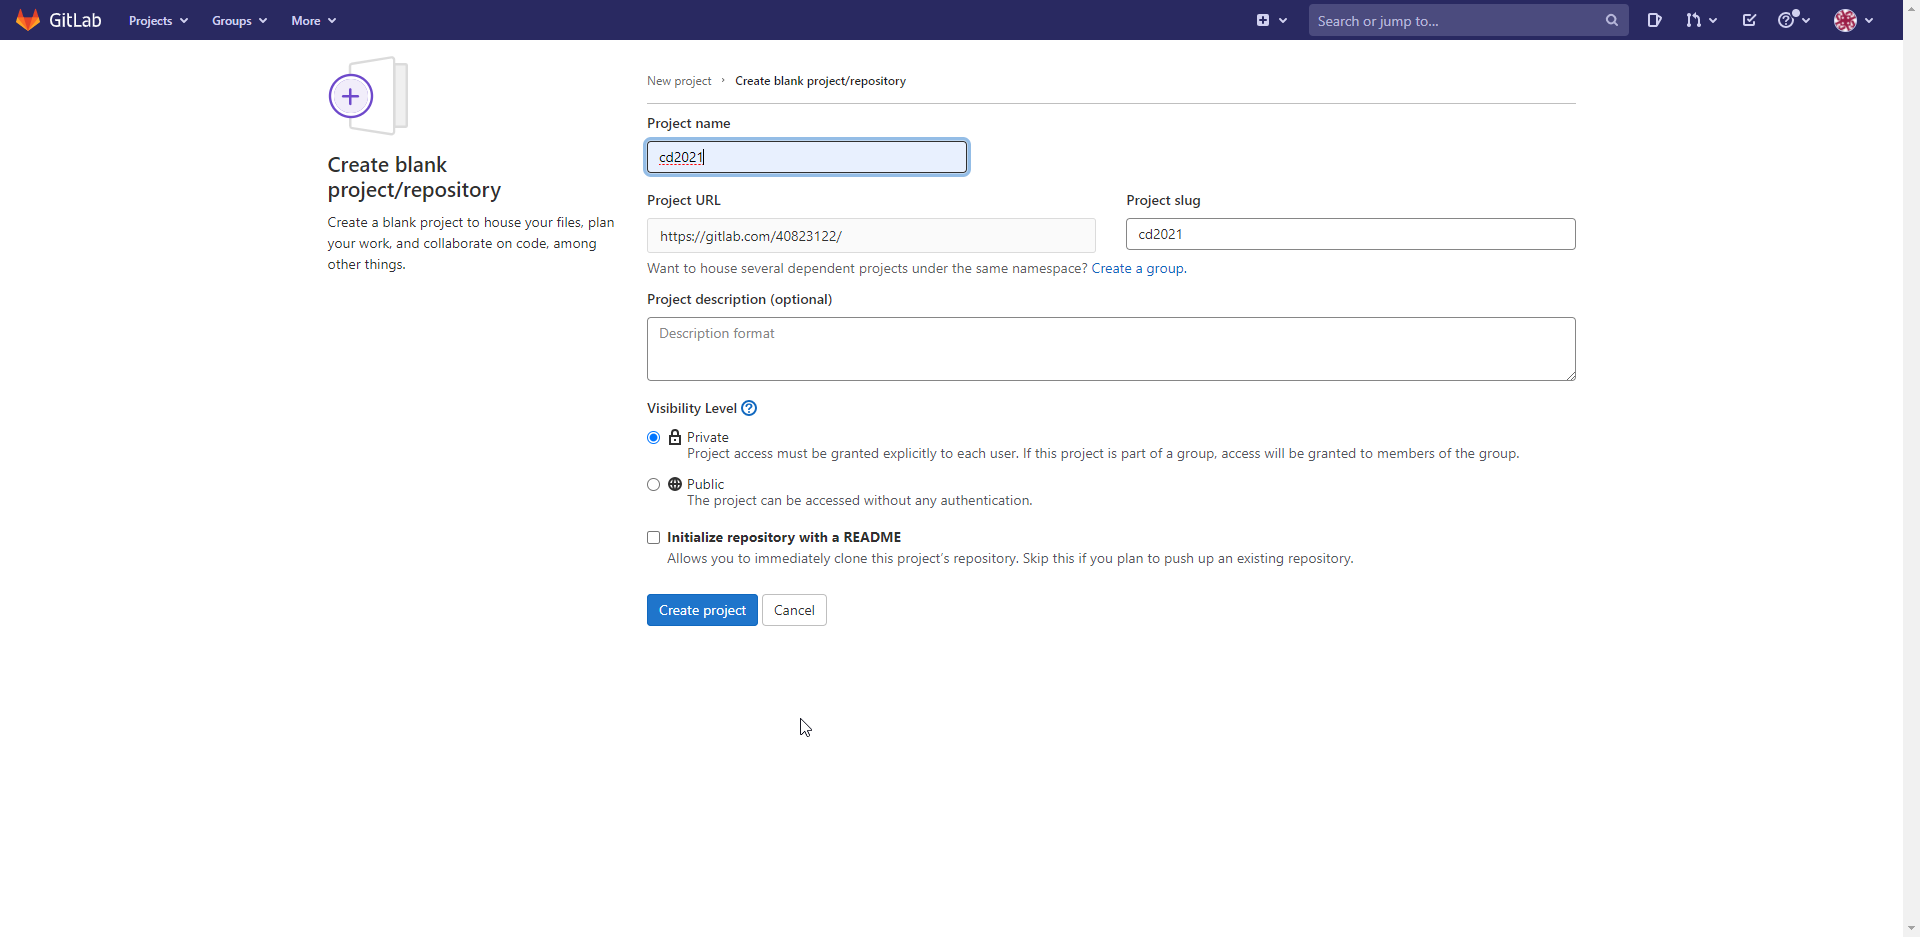 GitLab Projects Groups More Search or jump to...
New project › Create blank project/repository
Create blank
project/repository
Create a blank project to house your files, plan
your work, and collaborate on code, among
other things.
Project name
cd2021
Project URL Project slug
https://gitlab.com/40823122/ cd2021
Want to house several dependent projects under the same namespace? Create a group.
Project description (optional)
Description format
Visibility Level
Private
Project access must be granted explicitly to each user. If this project is part of a group, access will be granted to members of the group.
Public
The project can be accessed without any authentication.
Initialize repository with a README
Allows you to immediately clone this project’s repository. Skip this if you plan to push up an existing repository.
Create project Cancel